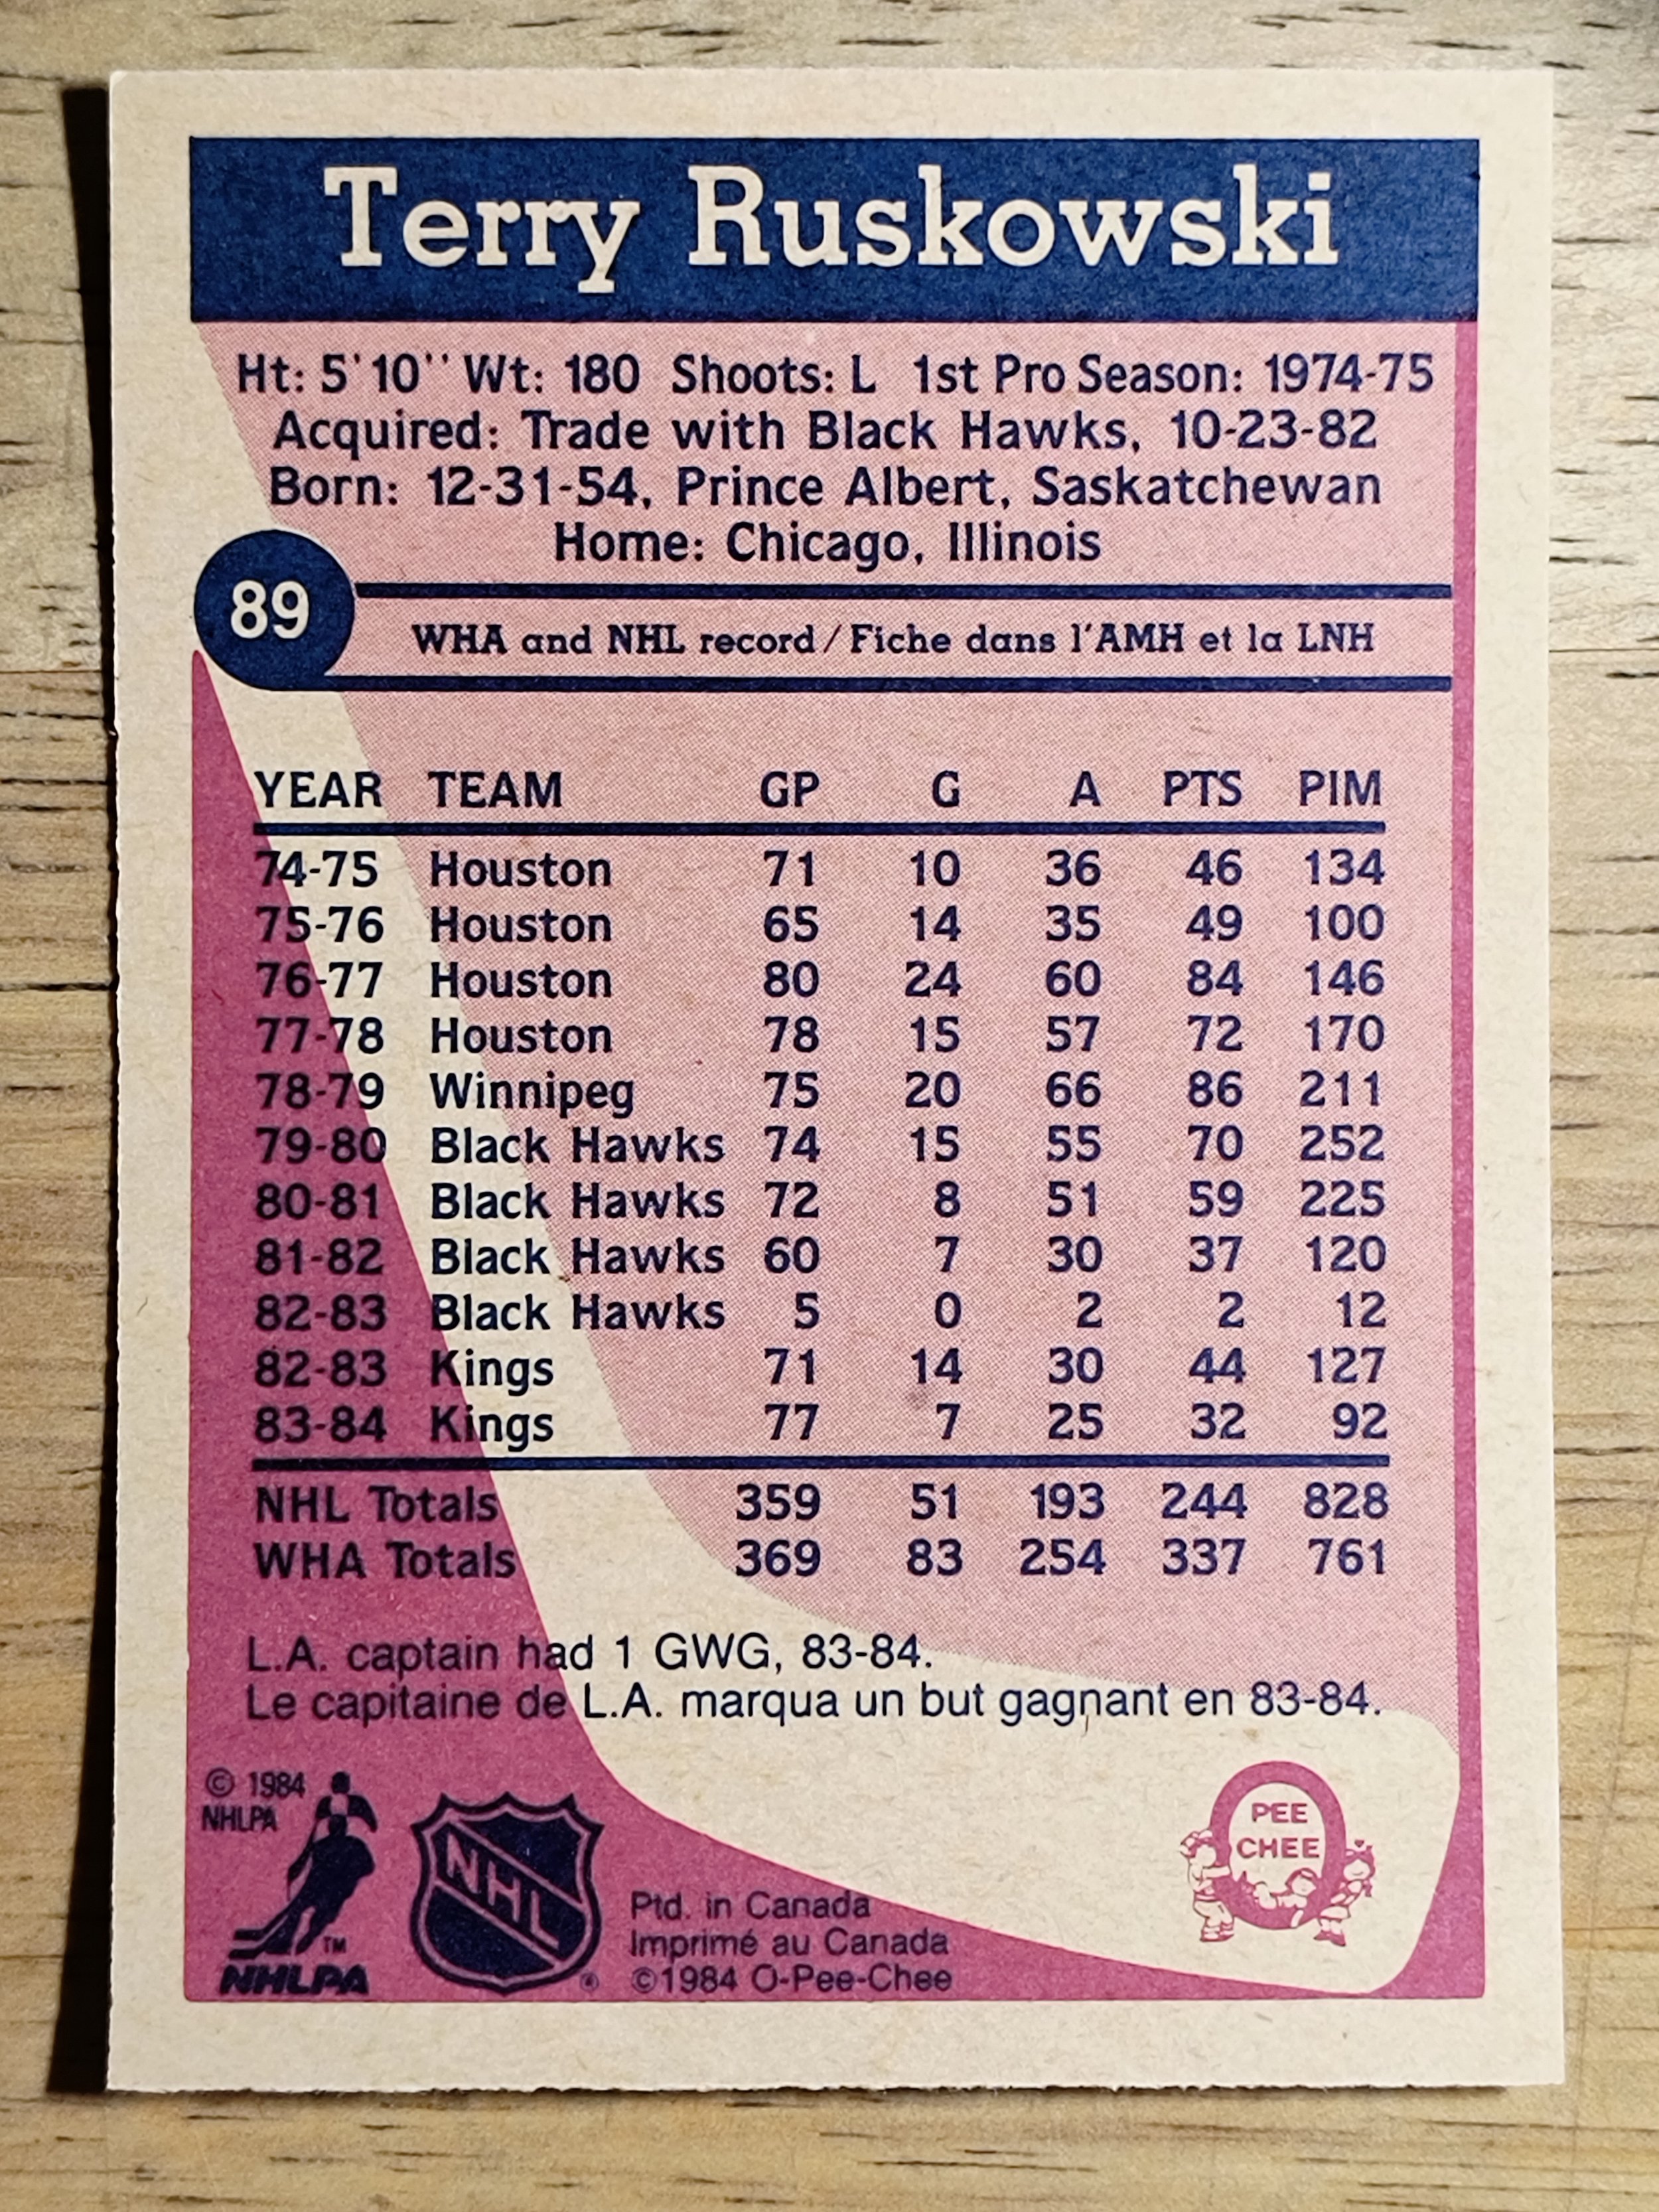 Terry Ruskowski
Ht: 5'10'' Wt: 180 Shoots: L 1st Pro Season: 1974-75
Acquired: Trade with Black Hawks, 10-23-82
Born: 12-31-54, Prince Albert, Saskatchewan
Home: Chicago, Illinois
89
WHA and NHL record / Fiche dans l'AMH et la LNH
YEAR TEAM GP G A PTS PIM
74-75 Houston 71 10 36 46 134
75-76 Houston 65 14 35 49 100
76-77 Houston 80 24 60 84 146
77-78 Houston 78 15 57 72 170
78-79 Winnipeg 75 20 66 86 211
79-80 Black Hawks 74 15 55 70 252
80-81 Black Hawks 72 8 51 59 225
81-82 Black Hawks 60 7 30 37 120
82-83 Black Hawks 5 0 2 2 12
82-83 Kings 71 14 30 44 127
83-84 Kings 77 7 25 32 92
NHL Totals 359 51 193 244 828
WHA Totals 369 83 254 337 761
L.A. captain had 1 GWG, 83-84.
Le capitaine de L.A. marqua un but gagnant en 83-84.
© 1984
NHLPA
TM
NHLPA
NHL
®
Ptd. in Canada
Imprimé au Canada
©1984 O-Pee-Chee
PEE
CHEE